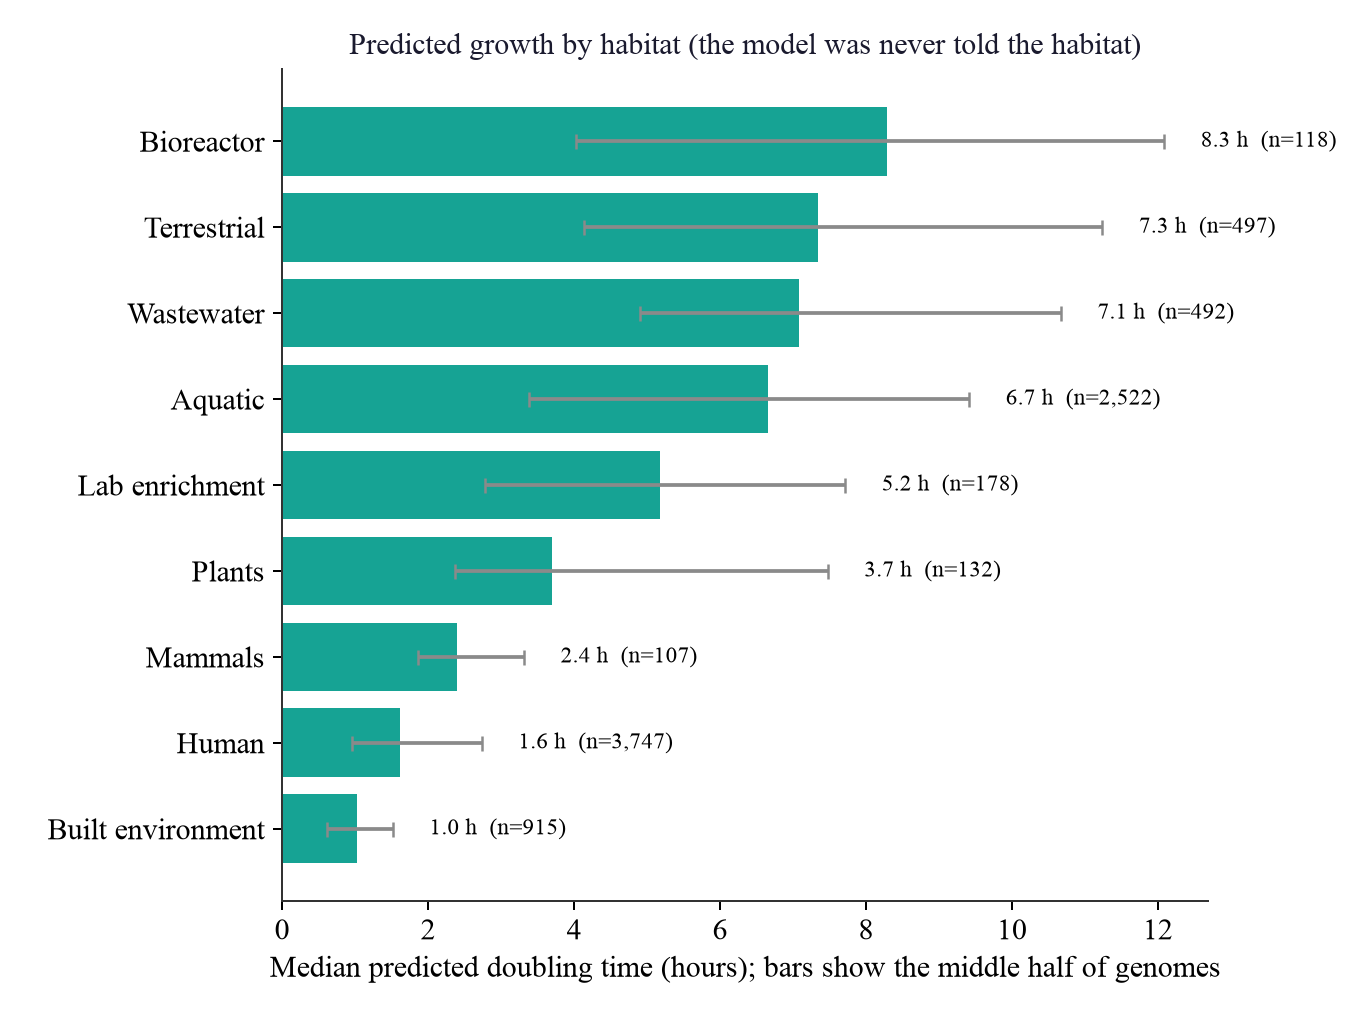 Predicted growth by habitat (the model was never told the habitat)
Bioreactor 8.3 h (n=118)
Terrestrial 7.3 h (n=497)
Wastewater 7.1 h (n=492)
Aquatic 6.7 h (n=2,522)
Lab enrichment 5.2 h (n=178)
Plants 3.7 h (n=132)
Mammals 2.4 h (n=107)
Human 1.6 h (n=3,747)
Built environment 1.0 h (n=915)
0 2 4 6 8 10 12
Median predicted doubling time (hours); bars show the middle half of genomes